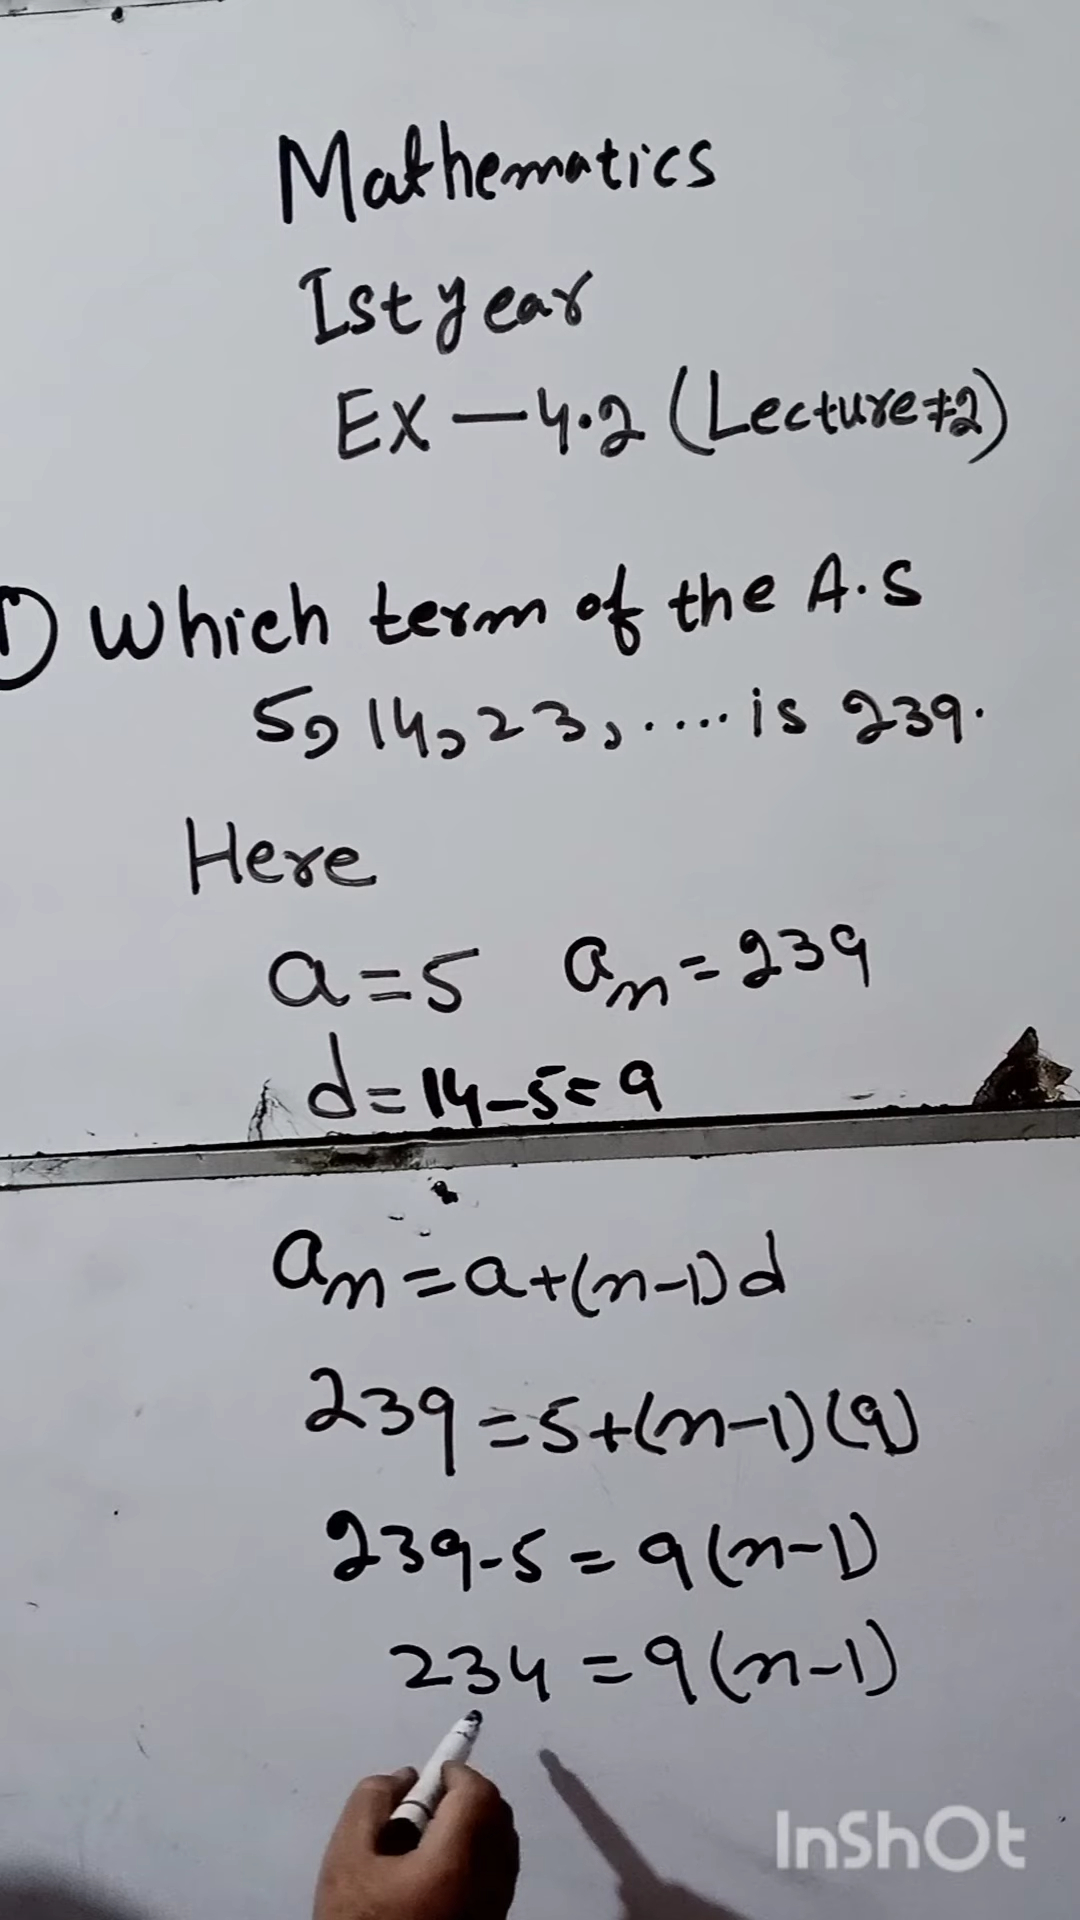 Mathematics
Ist year
EX — 4.2 (Lecture #2)
1) Which term of the A.S
5, 14, 23, .... is 239.
Here
a = 5 an = 239
d = 14 - 5 = 9
an = a + (n - 1) d
239 = 5 + (n - 1) (9)
239 - 5 = 9 (n - 1)
234 = 9 (n - 1)
InShOt